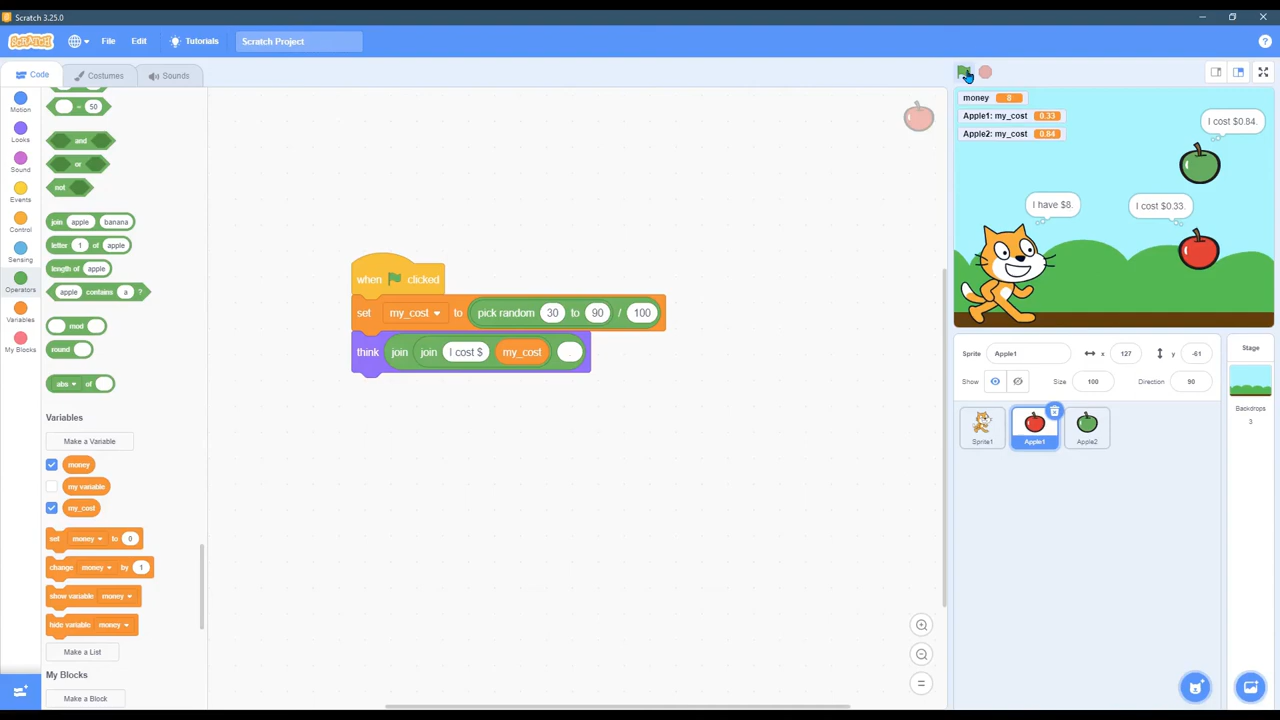 Scratch 3.25.0
SCRATCH File Edit Tutorials Scratch Project ?
Code Costumes Sounds
Motion
Looks
Sound
Events
Control
Sensing
Operators
Variables
My Blocks
= 50
and
or
not
join apple banana
letter 1 of apple
length of apple
apple contains a ?
mod
round
abs of
Variables
Make a Variable
money
my variable
my_cost
set money to 0
change money by 1
show variable money
hide variable money
Make a List
My Blocks
Make a Block
when clicked
set my_cost to pick random 30 to 90 / 100
think join join I cost $ my_cost .
money 8
Apple1: my_cost 0.33
Apple2: my_cost 0.84
I cost $0.84.
I have $8.
I cost $0.33.
Sprite Apple1 x 127 y -61
Show Size 100 Direction 90
Sprite1
Apple1
Apple2
Stage
Backdrops
3